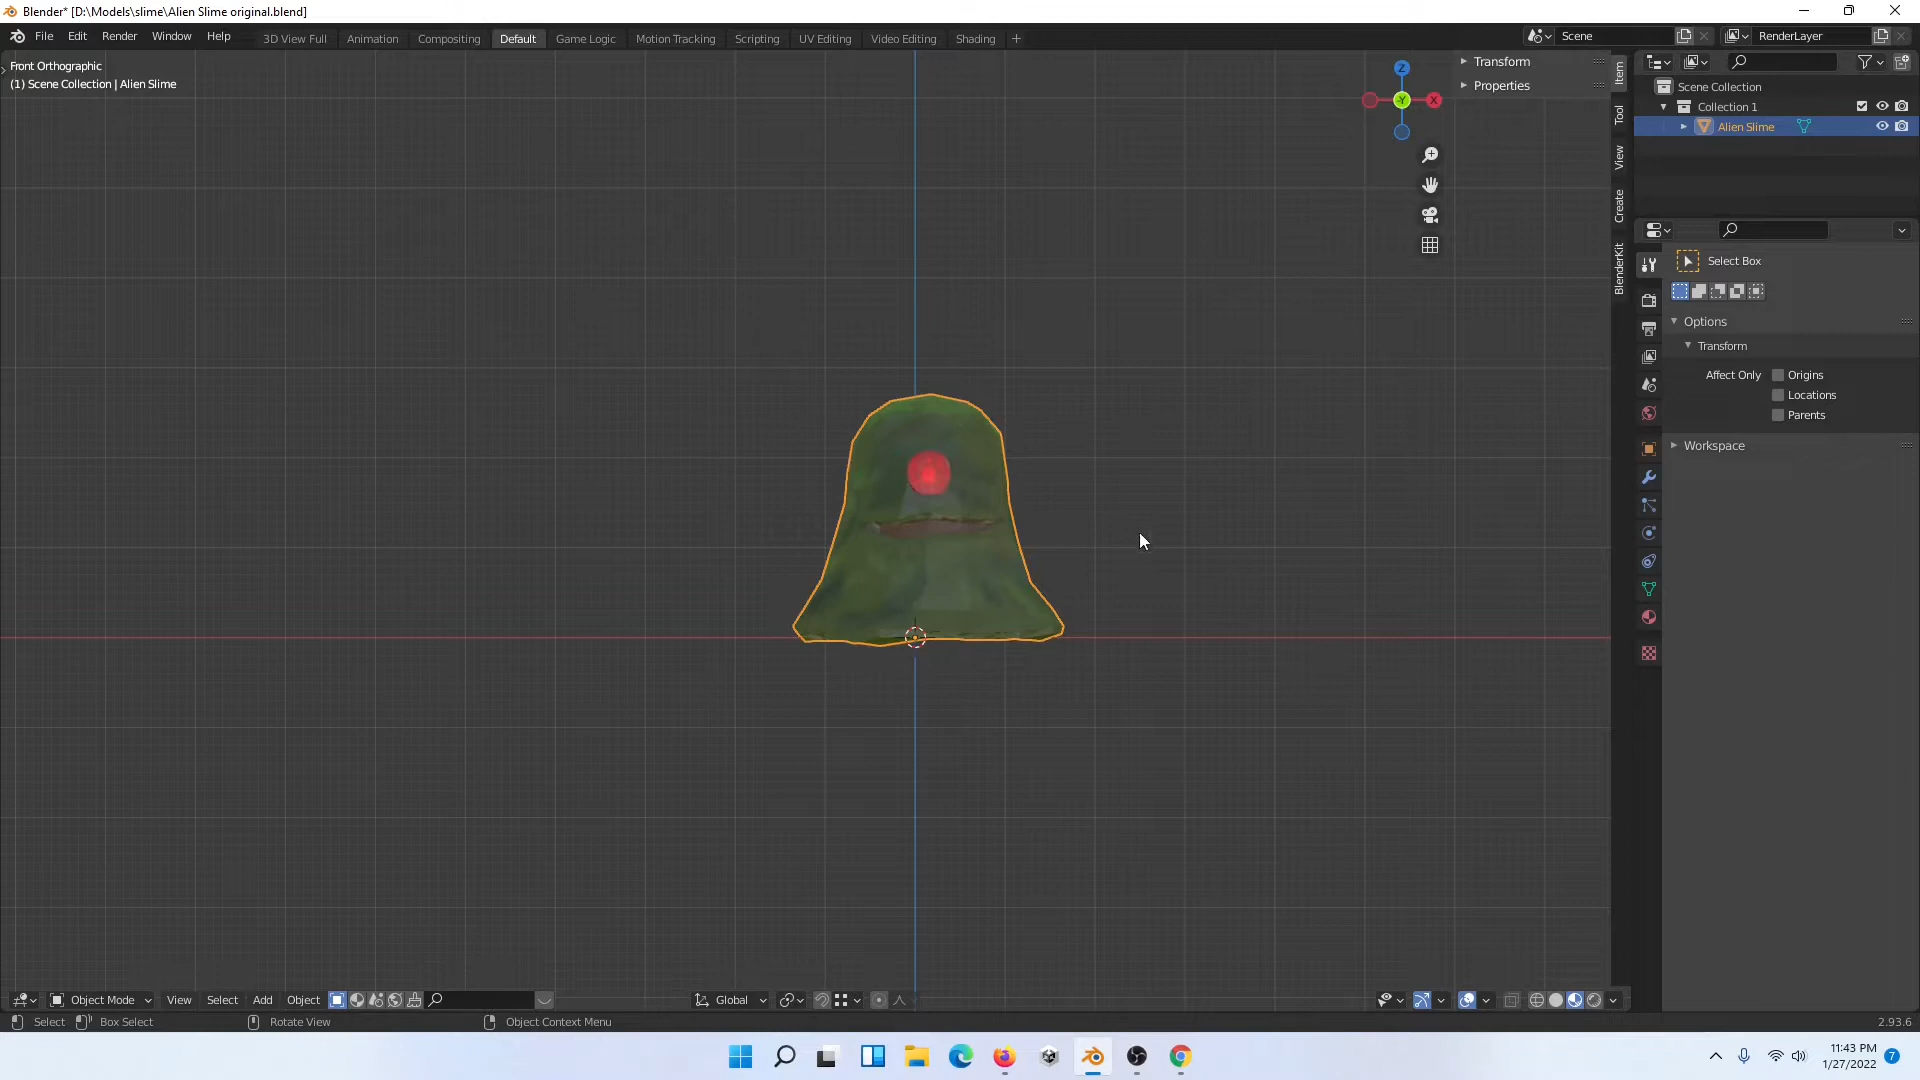 Blender* [D:\Models\slime\Alien Slime original.blend]
File Edit Render Window Help 3D View Full Animation Compositing Default Game Logic Motion Tracking Scripting UV Editing Video Editing Shading + Scene RenderLayer
Front Orthographic
(1) Scene Collection | Alien Slime
Z
Y X
Transform
Properties
Item
Tool
View
Create
BlenderKit
Scene Collection
Collection 1
Alien Slime
Select Box
Options
Transform
Affect Only Origins
Locations
Parents
Workspace
Object Mode View Select Add Object Global
Select Box Select Rotate View Object Context Menu 2.93.6
11:43 PM
1/27/2022 7